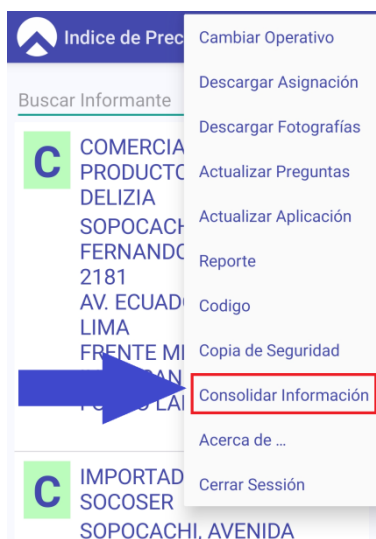 Indice de Prec
Buscar Informante
C
COMERCIA
PRODUCTO
DELIZIA
SOPOCACH
FERNANDO
2181
AV. ECUAD
LIMA
FRENTE M
C
IMPORTAD
SOCOSER
SOPOCACHI, AVENIDA
Cambiar Operativo
Descargar Asignación
Descargar Fotografías
Actualizar Preguntas
Actualizar Aplicación
Reporte
Codigo
Copia de Seguridad
Consolidar Información
Acerca de ...
Cerrar Sessión